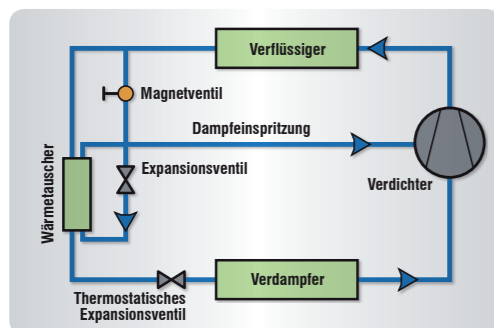 Verflüssiger
Magnetventil
Dampfeinspritzung
Expansionsventil
Wärmetauscher
Verdichter
Verdampfer
Thermostatisches
Expansionsventil